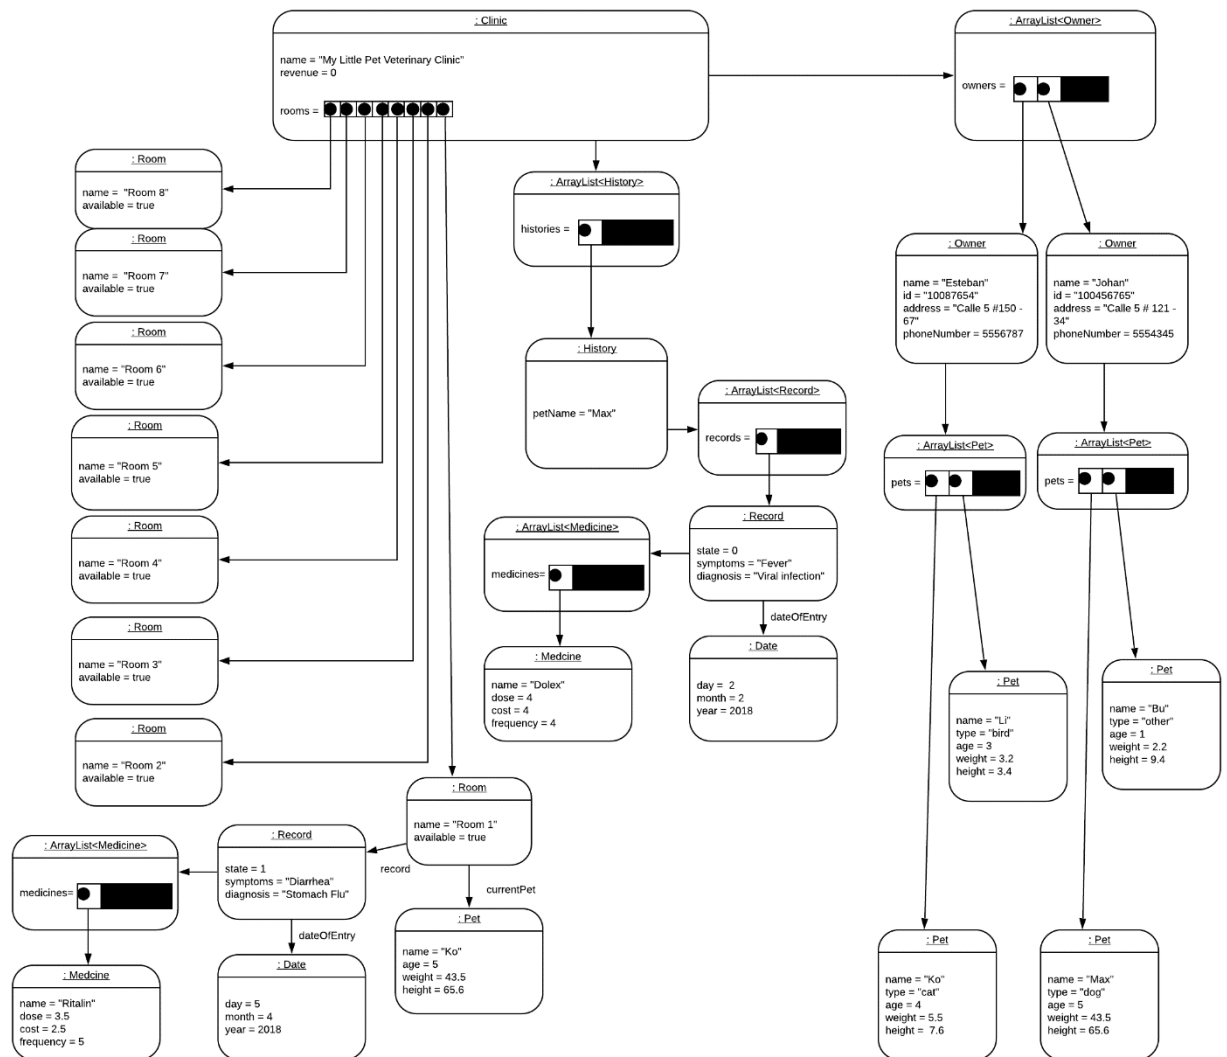 : Clinic
name = "My Little Pet Veterinary Clinic"
revenue = 0
rooms =
: ArrayList<Owner>
owners =
: Room
name =  "Room 8"
available = true
: Room
name =  "Room 7"
available = true
: Room
name = "Room 6"
available = true
: Room
name = "Room 5"
available = true
: Room
name = "Room 4"
available = true
: Room
name = "Room 3"
available = true
: Room
name = "Room 2"
available = true
: ArrayList<History>
histories =
: History
petName = "Max"
: ArrayList<Record>
records =
: Record
state = 0
symptoms = "Fever"
diagnosis = "Viral infection"
: ArrayList<Medicine>
medicines=
dateOfEntry
: Medcine
name = "Dolex"
dose = 4
cost = 4
frequency = 4
: Date
day =  2
month = 2
year = 2018
: Owner
name = "Esteban"
id = "10087654"
address = "Calle 5 #150 -
67"
phoneNumber = 5556787
: Owner
name = "Johan"
id = "100456765"
address = "Calle 5 # 121 -
34"
phoneNumber = 5554345
: ArrayList<Pet>
pets =
: ArrayList<Pet>
pets =
: Pet
name = "Li"
type = "bird"
age = 3
weight = 3.2
height = 3.4
: Pet
name = "Bu"
type = "other"
age = 1
weight = 2.2
height = 9.4
: Room
name = "Room 1"
available = true
record
currentPet
: Record
state = 1
symptoms = "Diarrhea"
diagnosis = "Stomach Flu"
: ArrayList<Medicine>
medicines=
dateOfEntry
: Medcine
name = "Ritalin"
dose = 3.5
cost = 2.5
frequency = 5
: Date
day = 5
month = 4
year = 2018
: Pet
name = "Ko"
age = 5
weight = 43.5
height = 65.6
: Pet
name = "Ko"
type = "cat"
age = 4
weight = 5.5
height =  7.6
: Pet
name = "Max"
type = "dog"
age = 5
weight = 43.5
height = 65.6